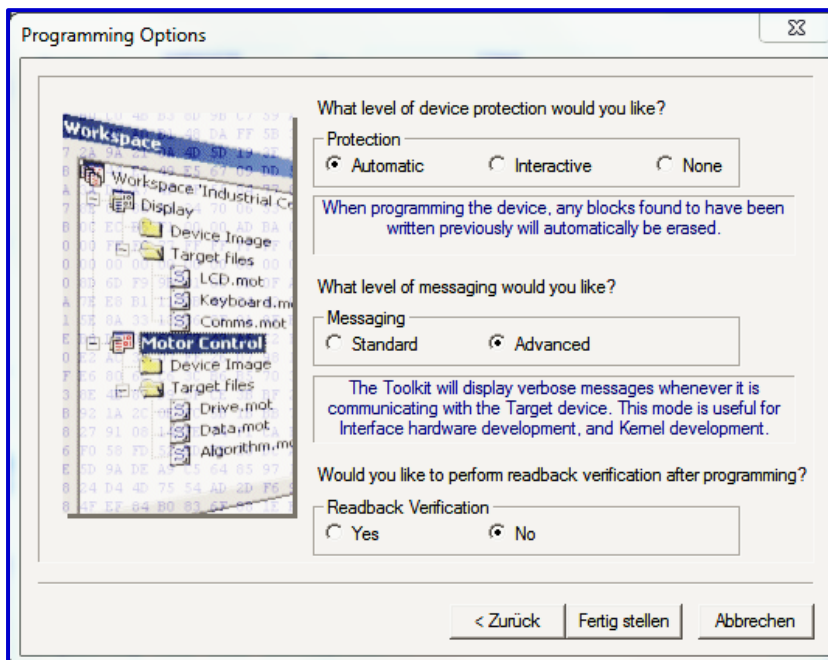 Programming Options
Workspace
Workspace 'Industrial Co
Display
Device Image
Target files
LCD.mot
Keyboard.m
Comms.mot
Motor Control
Device Image
Target files
Drive.mot
Data.mot
Algorithm.mo
What level of device protection would you like?
Protection
Automatic Interactive None
When programming the device, any blocks found to have been
written previously will automatically be erased.
What level of messaging would you like?
Messaging
Standard Advanced
The Toolkit will display verbose messages whenever it is
communicating with the Target device. This mode is useful for
Interface hardware development, and Kernel development.
Would you like to perform readback verification after programming?
Readback Verification
Yes No
< Zurück Fertig stellen Abbrechen